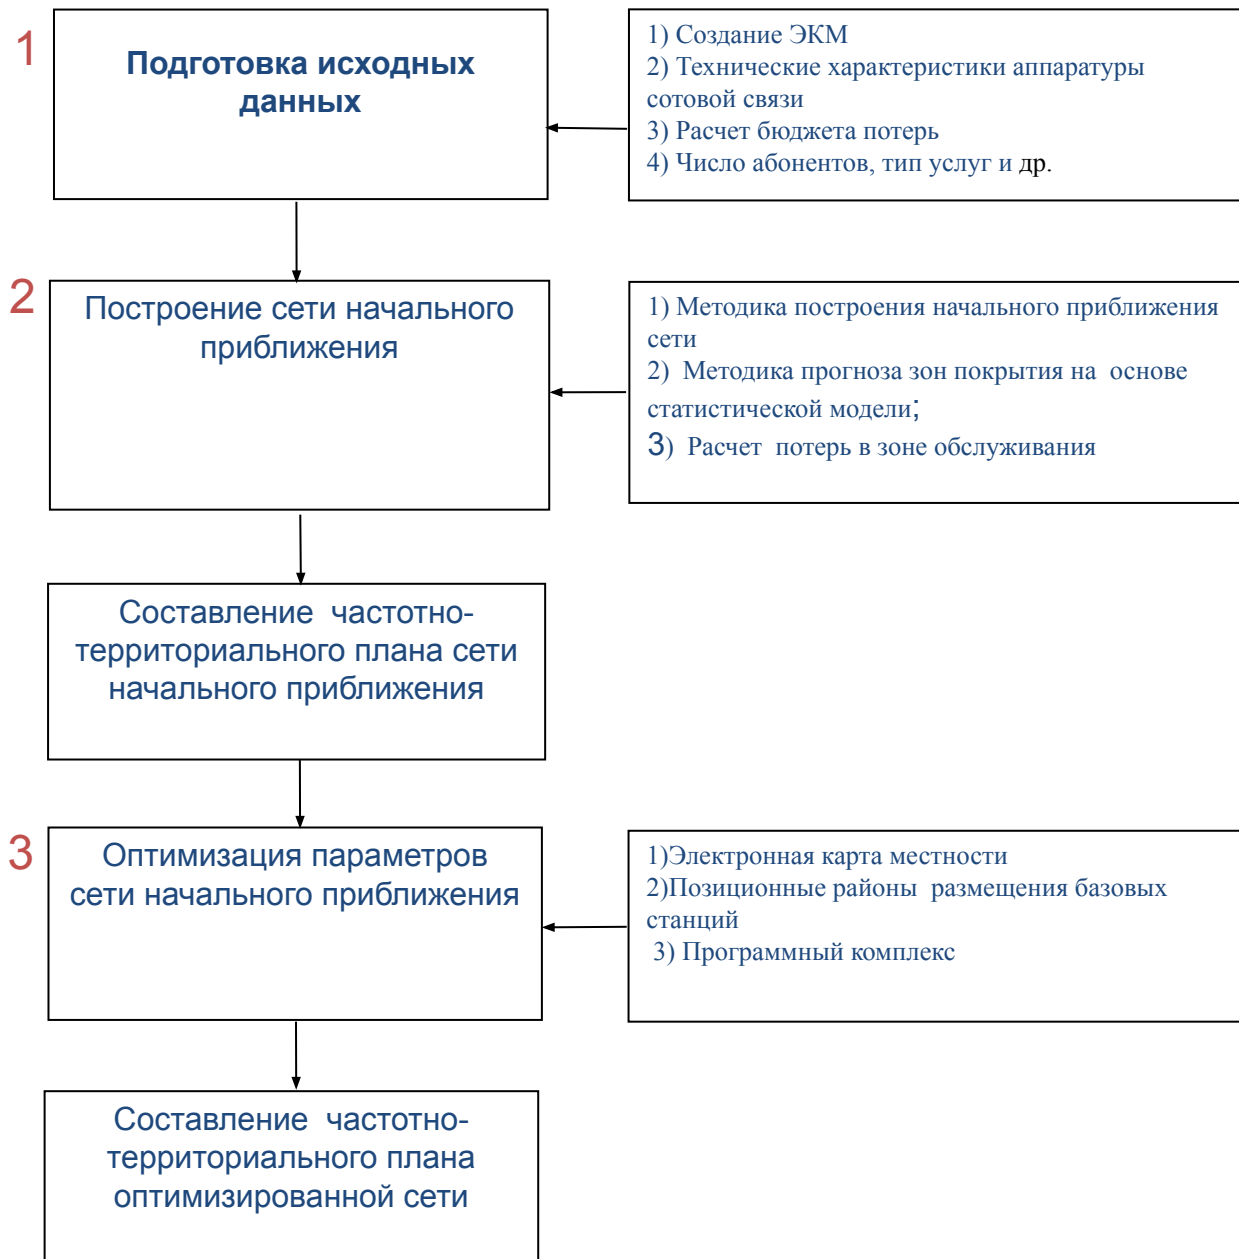 1
Подготовка исходных
данных
1) Создание ЭКМ
2) Технические характеристики аппаратуры
сотовой связи
3) Расчет бюджета потерь
4) Число абонентов, тип услуг и др.
2
Построение сети начального
приближения
1) Методика построения начального приближения
сети
2) Методика прогноза зон покрытия на основе
статистической модели;
3) Расчет потерь в зоне обслуживания
Составление частотно-
территориального плана сети
начального приближения
3
Оптимизация параметров
сети начального приближения
1)Электронная карта местности
2)Позиционные районы размещения базовых
станций
3) Программный комплекс
Составление частотно-
территориального плана
оптимизированной сети